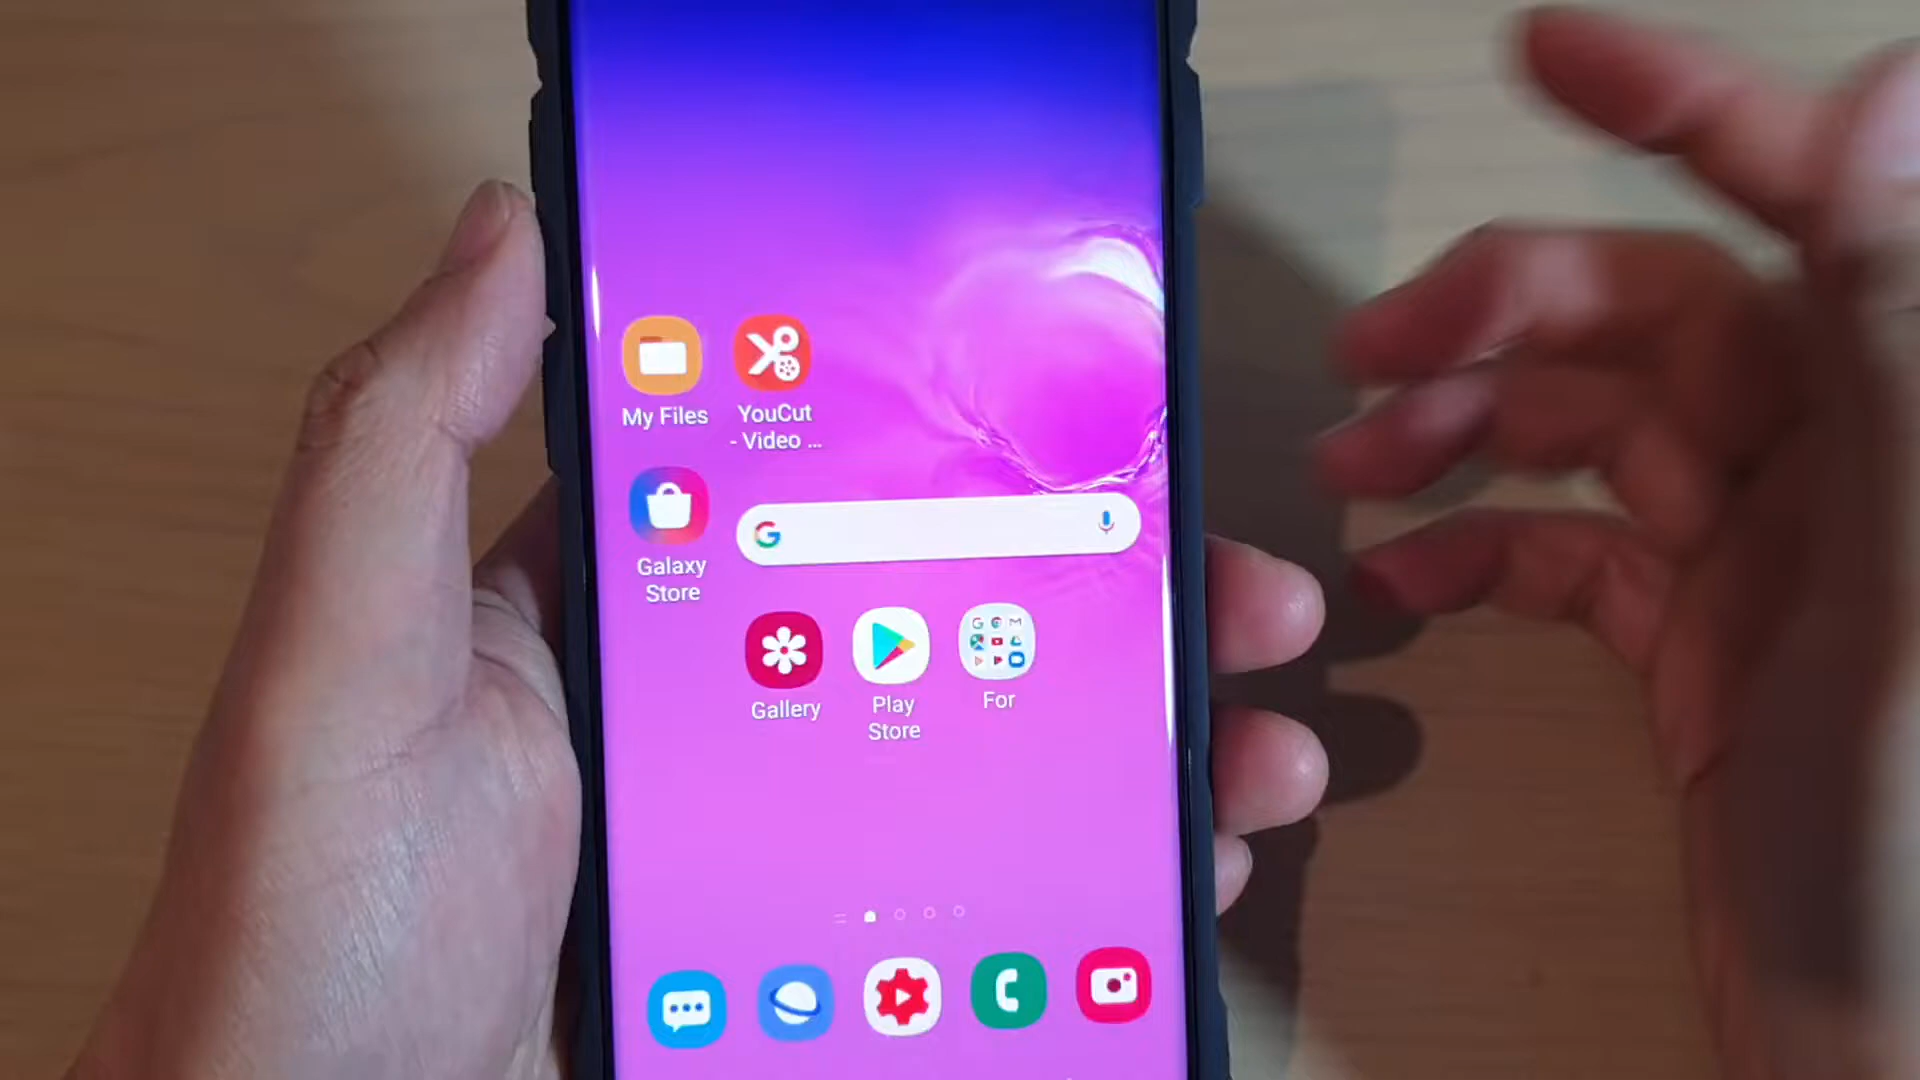 My Files
YouCut
- Video ...
Galaxy
Store
Gallery
Play
Store
For